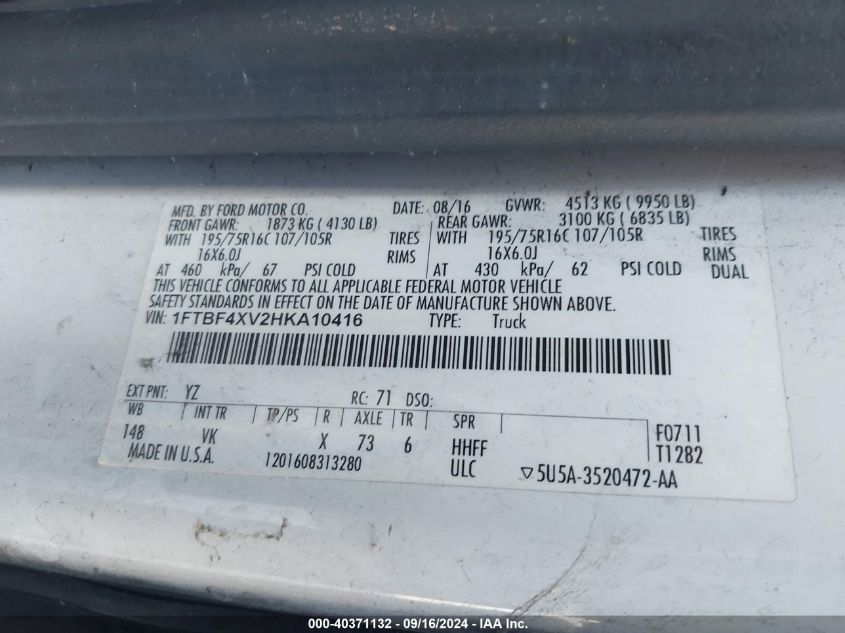 MFD. BY FORD MOTOR CO. DATE: 08/16 GVWR: 4513 KG ( 9950 LB)
FRONT GAWR: 1873 KG ( 4130 LB) REAR GAWR: 3100 KG ( 6835 LB)
WITH 195/75R16C 107/105R TIRES WITH 195/75R16C 107/105R TIRES
16X6.0J RIMS 16X6.0J RIMS
AT 460 kPa/ 67 PSI COLD AT 430 kPa/ 62 PSI COLD DUAL
THIS VEHICLE CONFORMS TO ALL APPLICABLE FEDERAL MOTOR VEHICLE
SAFETY STANDARDS IN EFFECT ON THE DATE OF MANUFACTURE SHOWN ABOVE.
VIN: 1FTBF4XV2HKA10416 TYPE: Truck
EXT PNT: YZ RC: 71 DSO:
WB INT TR TP/PS R AXLE TR SPR
148 VK X 73 6 HHFF F0711
MADE IN U.S.A. 1201608313280 ULC ▽5U5A-3520472-AA T1282
000-40371132 - 09/16/2024 - IAA Inc.